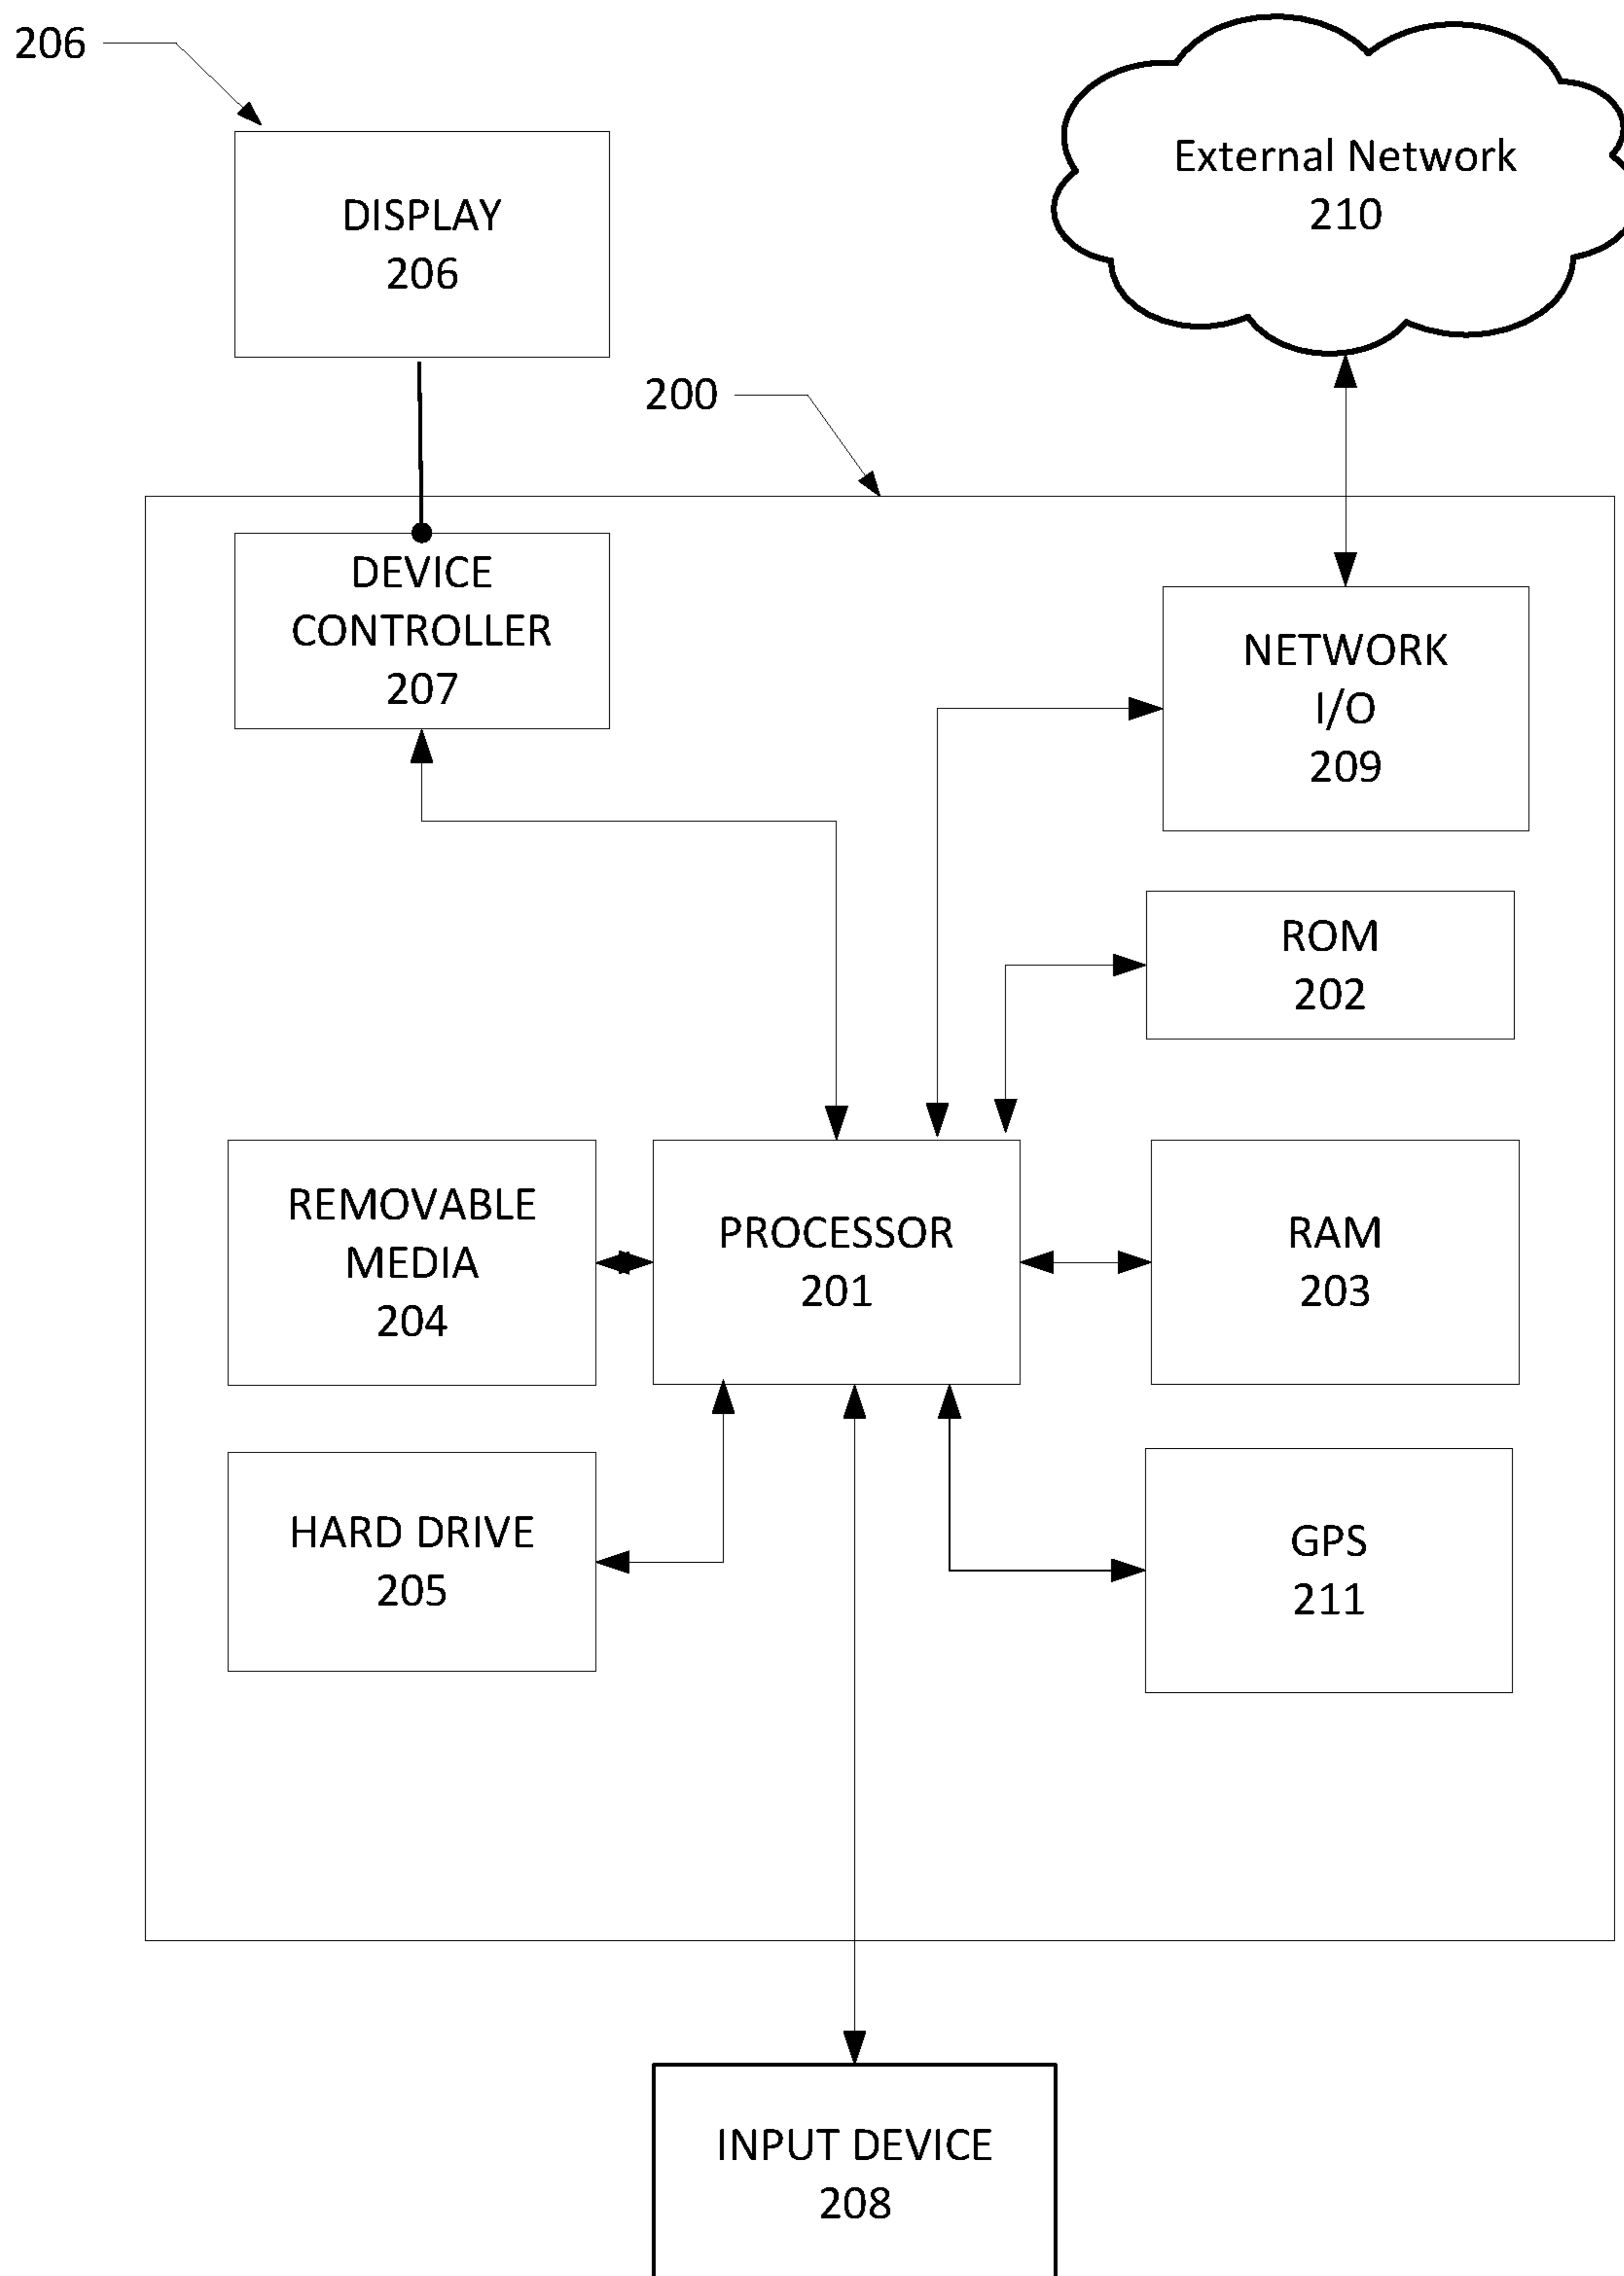 206
External Network
210
DISPLAY
206
200
DEVICE
CONTROLLER
207
NETWORK
I/O
209
ROM
202
REMOVABLE
MEDIA
204
PROCESSOR
201
RAM
203
HARD DRIVE
205
GPS
211
INPUT DEVICE
208